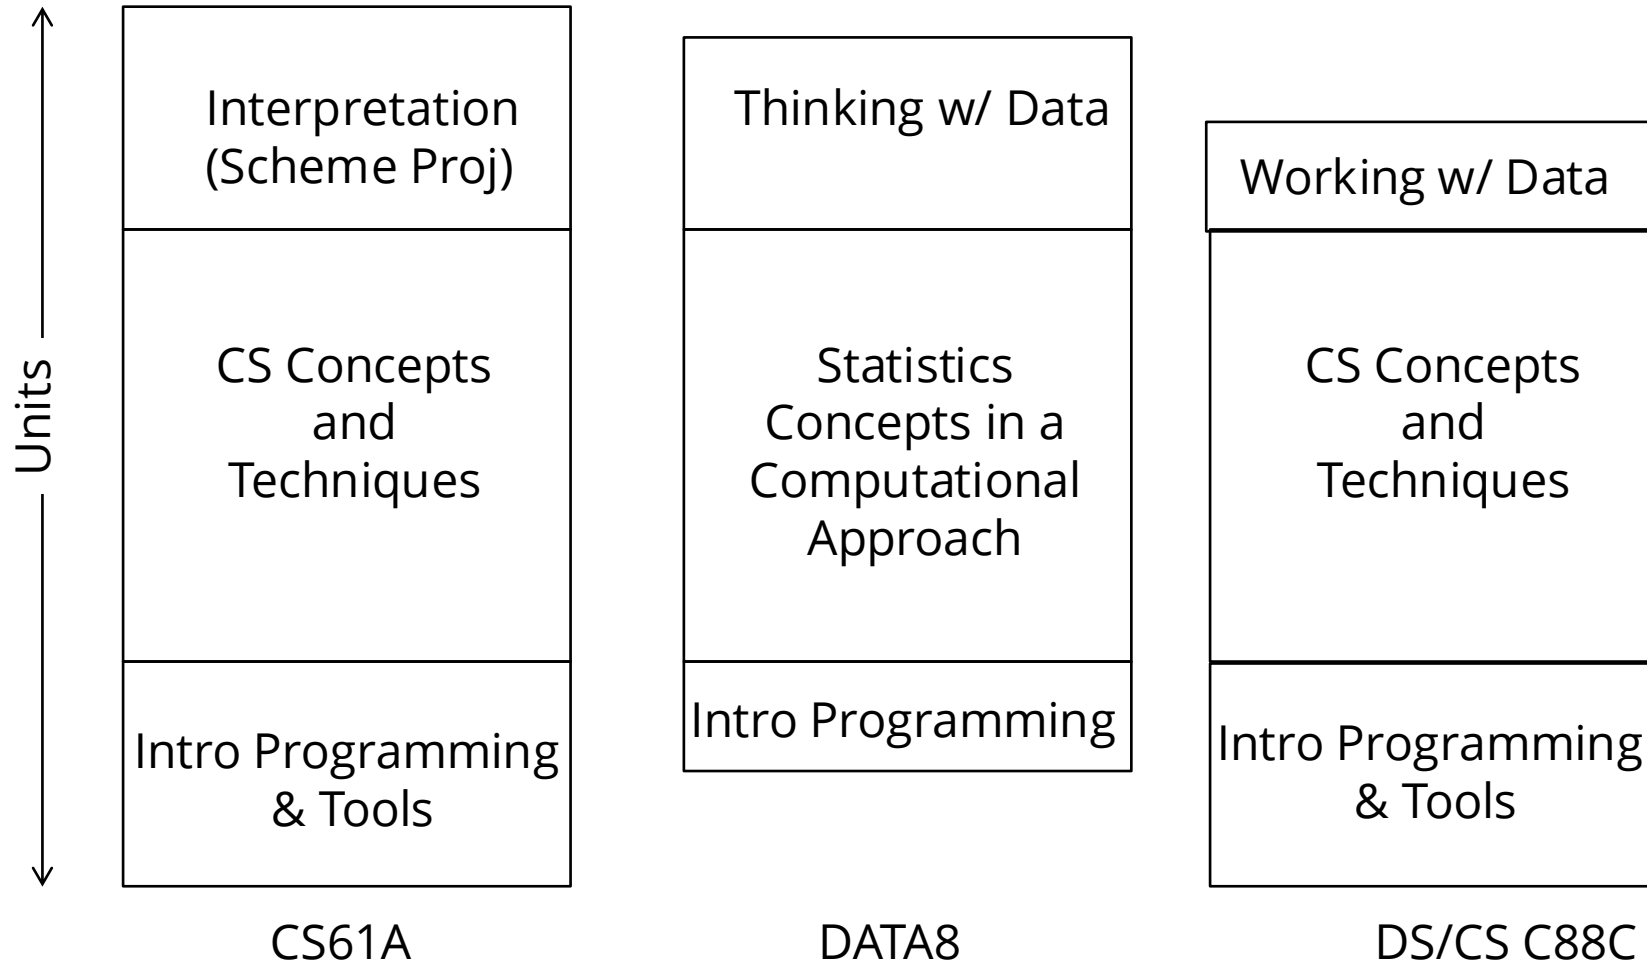 Units
Interpretation
(Scheme Proj)
CS Concepts
and
Techniques
Intro Programming
& Tools
CS61A
Thinking w/ Data
Statistics
Concepts in a
Computational
Approach
Intro Programming
DATA8
Working w/ Data
CS Concepts
and
Techniques
Intro Programming
& Tools
DS/CS C88C